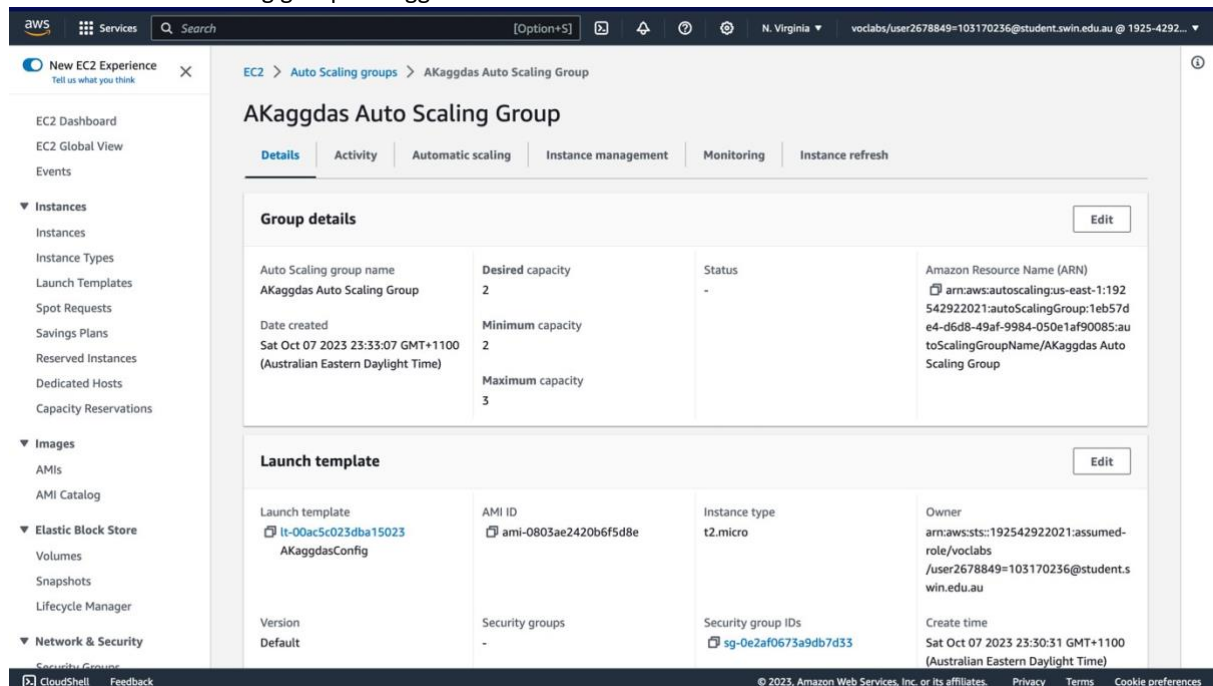 aws
Services
Search
[Option+S]
N. Virginia
voclabs/user2678849=103170236@student.swin.edu.au @ 1925-4292...
New EC2 Experience
Tell us what you think
EC2 Dashboard
EC2 Global View
Events
Instances
Instances
Instance Types
Launch Templates
Spot Requests
Savings Plans
Reserved Instances
Dedicated Hosts
Capacity Reservations
Images
AMIs
AMI Catalog
Elastic Block Store
Volumes
Snapshots
Lifecycle Manager
Network & Security
Security Groups
EC2 > Auto Scaling groups > AKaggdas Auto Scaling Group
AKaggdas Auto Scaling Group
Details
Activity
Automatic scaling
Instance management
Monitoring
Instance refresh
Group details
Edit
Auto Scaling group name
AKaggdas Auto Scaling Group
Date created
Sat Oct 07 2023 23:33:07 GMT+1100
(Australian Eastern Daylight Time)
Desired capacity
2
Minimum capacity
2
Maximum capacity
3
Status
-
Amazon Resource Name (ARN)
arn:aws:autoscaling:us-east-1:192
542922021:autoScalingGroup:1eb57d
e4-d6d8-49af-9984-050e1af90085:au
toScalingGroupName/AKaggdas Auto
Scaling Group
Launch template
Edit
Launch template
lt-00ac5c023dba15023
AKaggdasConfig
AMI ID
ami-0803ae2420b6f5d8e
Instance type
t2.micro
Owner
arn:aws:sts::192542922021:assumed-
role/voclabs
/user2678849=103170236@student.s
win.edu.au
Version
Default
Security groups
-
Security group IDs
sg-0e2af0673a9db7d33
Create time
Sat Oct 07 2023 23:30:31 GMT+1100
(Australian Eastern Daylight Time)
CloudShell
Feedback
© 2023, Amazon Web Services, Inc. or its affiliates.
Privacy
Terms
Cookie preferences